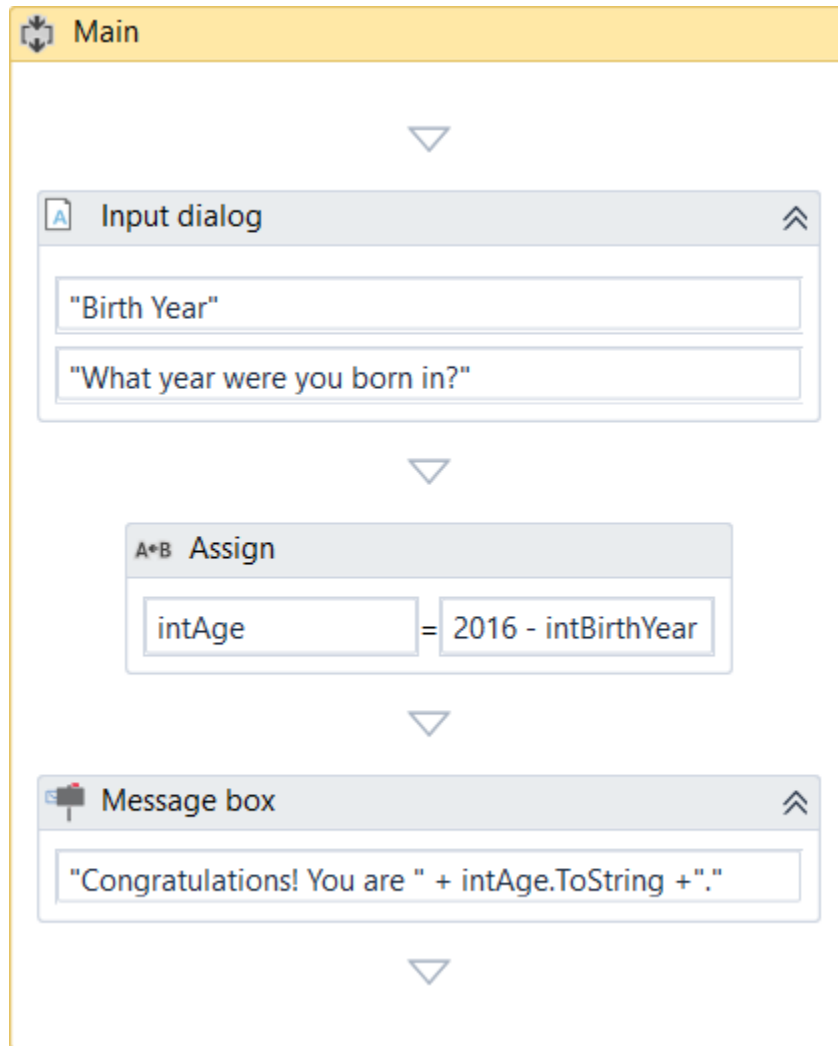 Main
Input dialog
"Birth Year"
"What year were you born in?"
A•B Assign
intAge = 2016 - intBirthYear
Message box
"Congratulations! You are " + intAge.ToString +"."